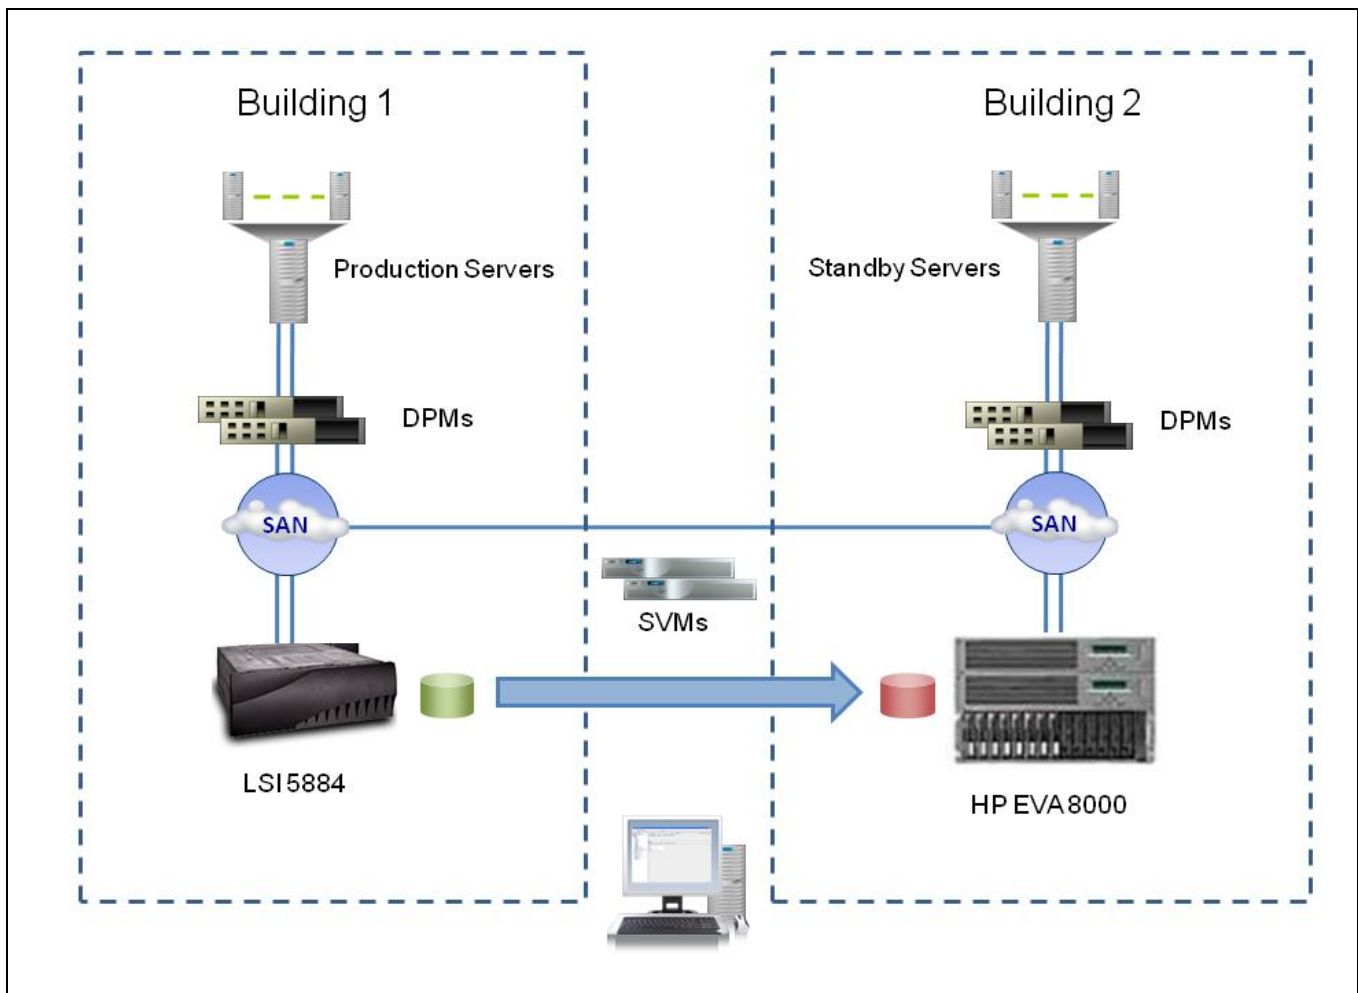 Building 1
Building 2
Production Servers
Standby Servers
DPMs
DPMs
SAN
SAN
SVMs
LSI 5884
HP EVA 8000